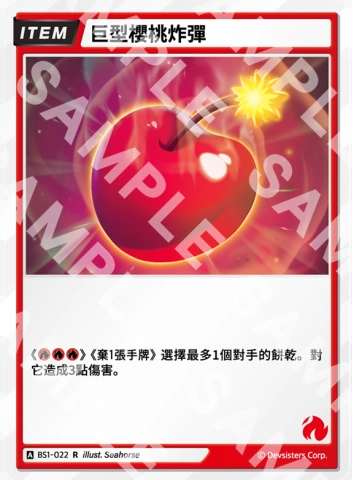 ITEM 巨型櫻桃炸彈
SAMPLE SAMPLE SAMPLE
《》《棄1張手牌》選擇最多1個對手的餅乾。對
它造成3點傷害。
A BS1-022 R illust. Seahorse
© Devsisters Corp.